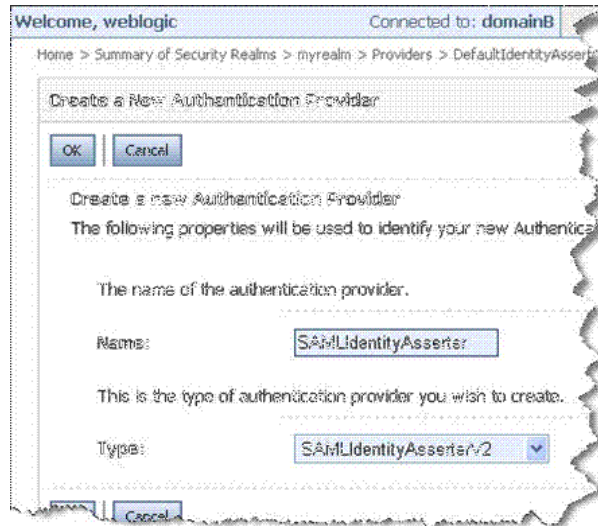 Welcome, weblogic Connected to: domainB
Home > Summary of Security Realms > myrealm > Providers > DefaultIdentityAsser
Create a New Authentication Provider
OK Cancel
Create a new Authentication Provider
The following properties will be used to identify your new Authentica
The name of the authentication provider.
Name: SAMLIdentityAsserter
This is the type of authentication provider you wish to create.
Type: SAMLIdentityAsserterV2
Cancel